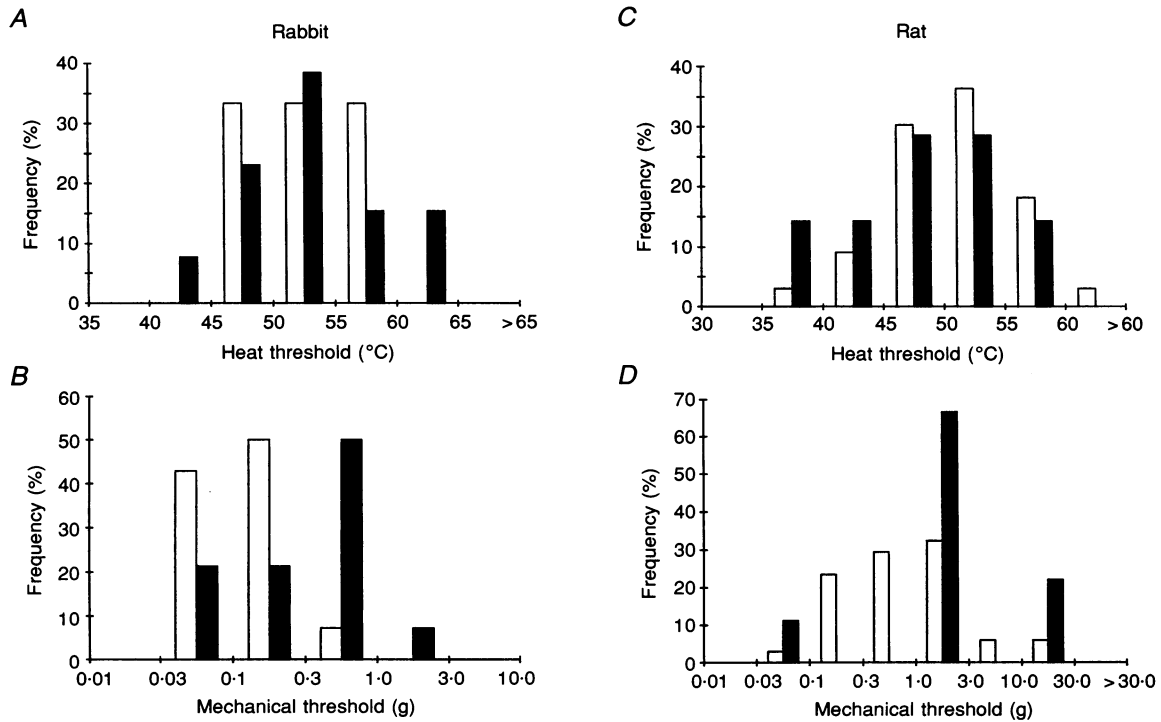 A
Rabbit
Frequency (%)
40
30
20
10
0
35 40 45 50 55 60 65 >65
Heat threshold (°C)
C
Rat
Frequency (%)
40
30
20
10
0
30 35 40 45 50 55 60 >60
Heat threshold (°C)
B
Frequency (%)
60
50
40
30
20
10
0
0·01 0·03 0·1 0·3 1·0 3·0 10·0
Mechanical threshold (g)
D
Frequency (%)
70
60
50
40
30
20
10
0
0·01 0·03 0·1 0·3 1·0 3·0 10·0 30·0 >30·0
Mechanical threshold (g)